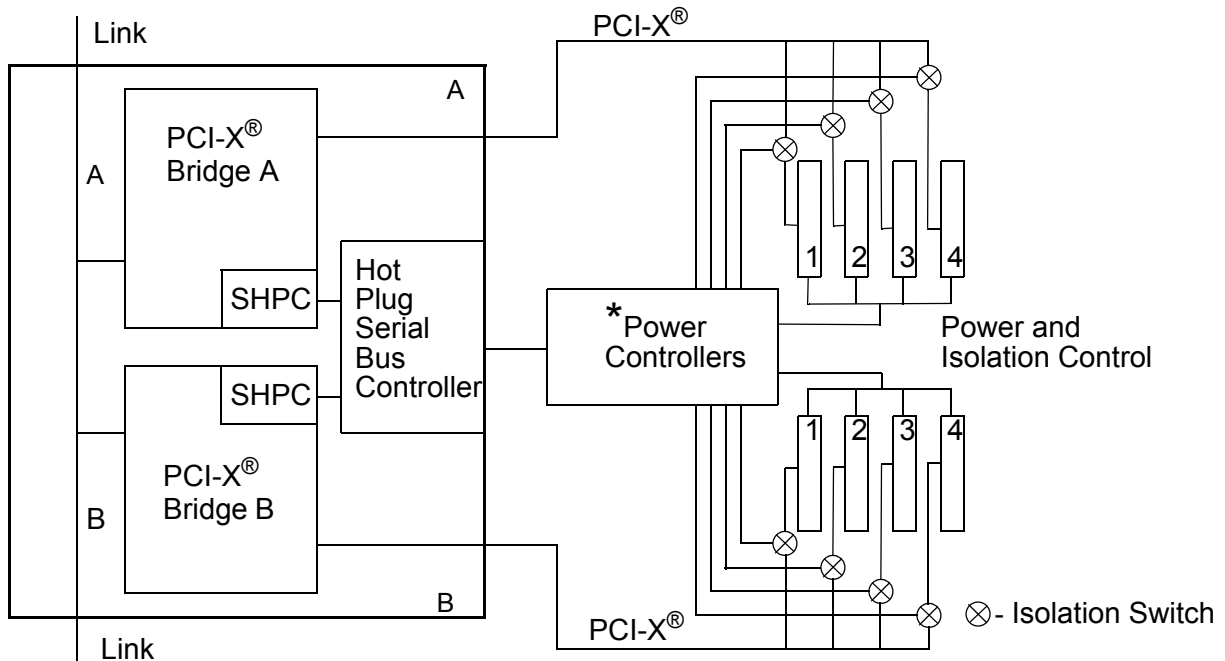 Link
PCI-X®
A
PCI-X®
Bridge A
A
SHPC
Hot
Plug
Serial
Bus
Controller
*Power
Controllers
1 2 3 4
Power and
Isolation Control
SHPC
1 2 3 4
PCI-X®
Bridge B
B
B
PCI-X®
⊗- Isolation Switch
Link